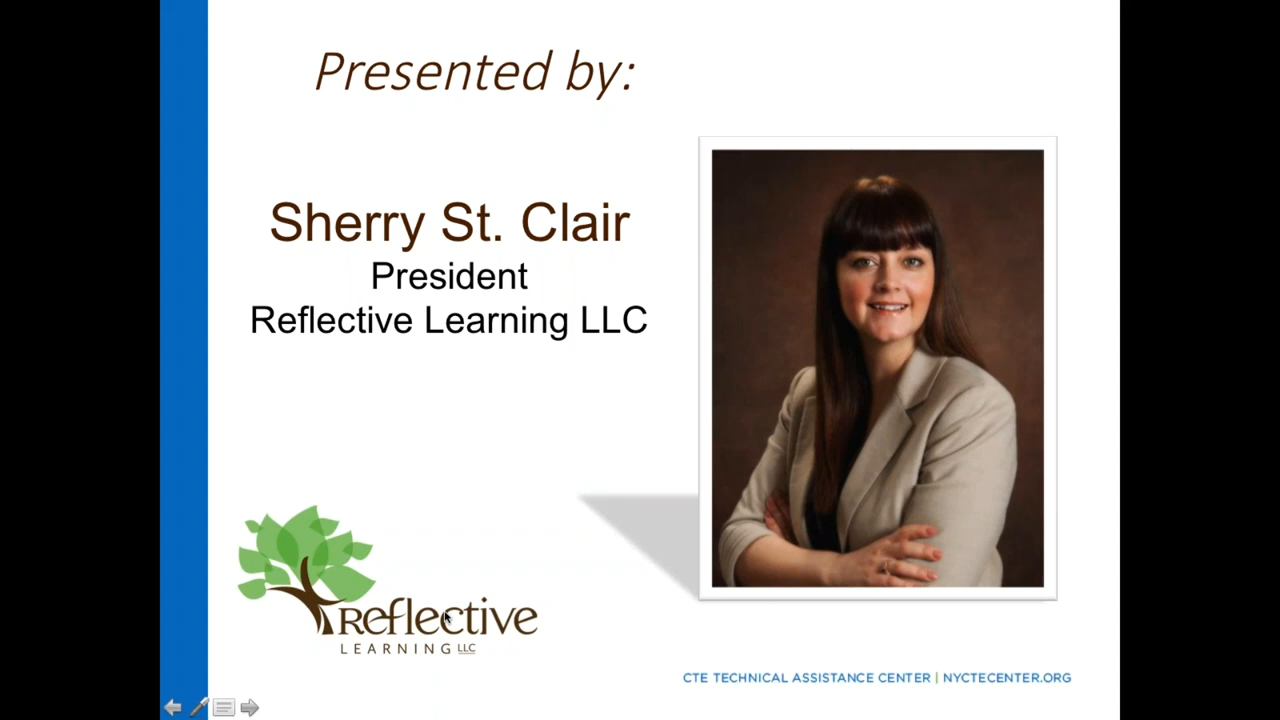 Presented by:
Sherry St. Clair
President
Reflective Learning LLC
Reflective
LEARNING LLC
CTE TECHNICAL ASSISTANCE CENTER | NYCTECENTER.ORG